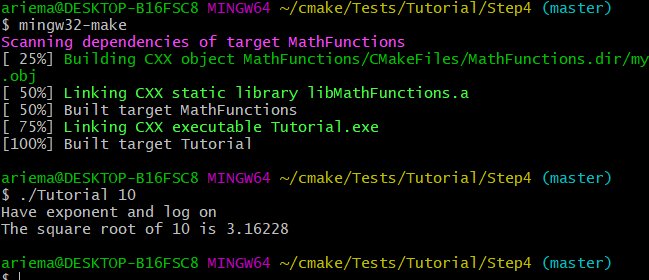 ariema@DESKTOP-B16FSC8 MINGW64 ~/cmake/Tests/Tutorial/Step4 (master)
$ mingw32-make
Scanning dependencies of target MathFunctions
[ 25%] Building CXX object MathFunctions/CMakeFiles/MathFunctions.dir/my
.obj
[ 50%] Linking CXX static library libMathFunctions.a
[ 50%] Built target MathFunctions
[ 75%] Linking CXX executable Tutorial.exe
[100%] Built target Tutorial
ariema@DESKTOP-B16FSC8 MINGW64 ~/cmake/Tests/Tutorial/Step4 (master)
$ ./Tutorial 10
Have exponent and log on
The square root of 10 is 3.16228
ariema@DESKTOP-B16FSC8 MINGW64 ~/cmake/Tests/Tutorial/Step4 (master)
$